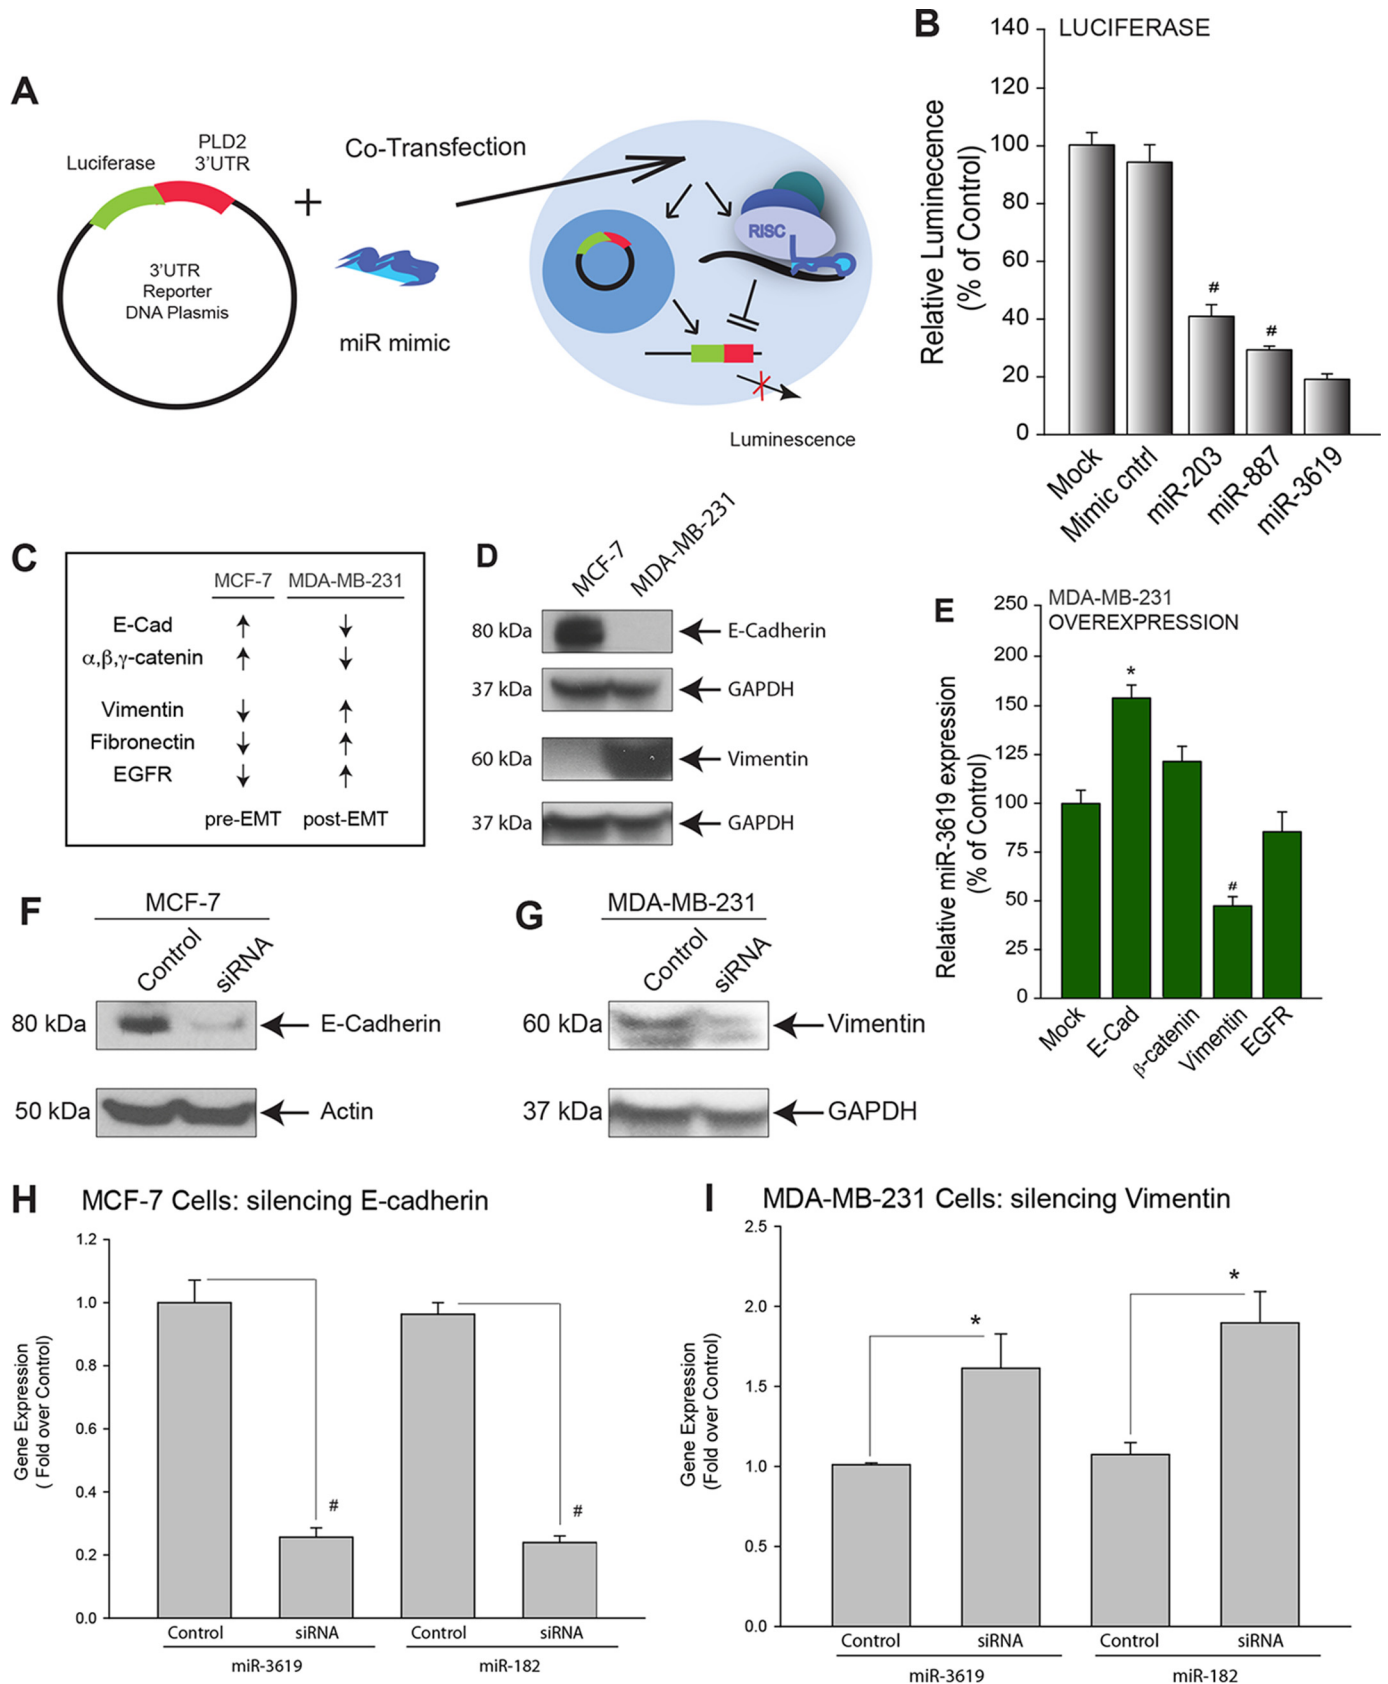 A
Luciferase
PLD2
3'UTR
+
Co-Transfection
3'UTR
Reporter
DNA Plasmis
miR mimic
RISC
Luminescence
B
LUCIFERASE
Relative Luminecence
(% of Control)
140
120
100
80
60
40
20
0
#
#
Mock
Mimic cntrl
miR-203
miR-887
miR-3619
C
MCF-7 MDA-MB-231
E-Cad ↑ ↓
α,β,γ-catenin ↑ ↓
Vimentin ↓ ↑
Fibronectin ↓ ↑
EGFR ↓ ↑
pre-EMT post-EMT
D
MCF-7
MDA-MB-231
80 kDa E-Cadherin
37 kDa GAPDH
60 kDa Vimentin
37 kDa GAPDH
E
MDA-MB-231
OVEREXPRESSION
Relative miR-3619 expression
(% of Control)
250
200
150
125
100
75
50
25
0
*
#
Mock
E-Cad
β-catenin
Vimentin
EGFR
F
MCF-7
Control
siRNA
80 kDa E-Cadherin
50 kDa Actin
G
MDA-MB-231
Control
siRNA
60 kDa Vimentin
37 kDa GAPDH
H
MCF-7 Cells: silencing E-cadherin
Gene Expression
( Fold over Control)
1.2
1.0
0.8
0.6
0.4
0.2
0.0
#
#
Control siRNA Control siRNA
miR-3619 miR-182
I
MDA-MB-231 Cells: silencing Vimentin
Gene Expression
(Fold over Control)
2.5
2.0
1.5
1.0
0.5
0.0
*
*
Control siRNA Control siRNA
miR-3619 miR-182